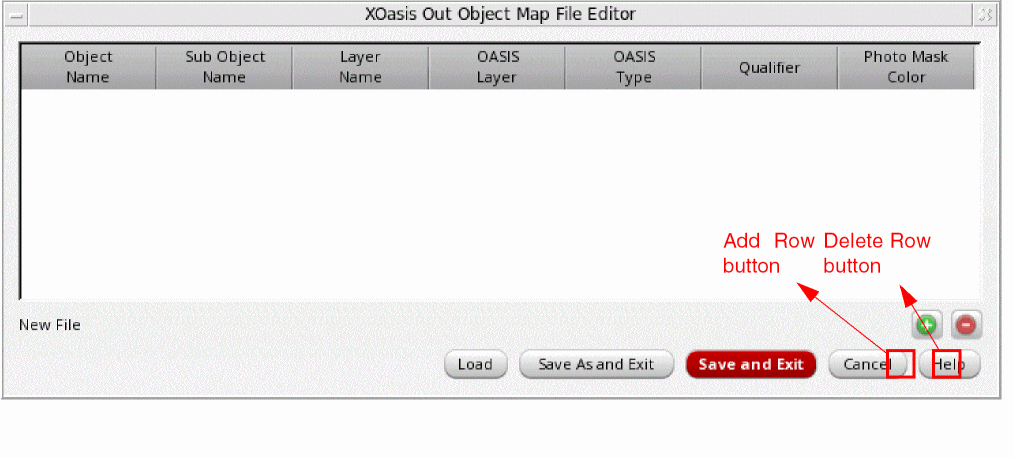 XOasis Out Object Map File Editor
Object Name
Sub Object Name
Layer Name
OASIS Layer
OASIS Type
Qualifier
Photo Mask Color
Add Row button
Delete Row button
New File
Load
Save As and Exit
Save and Exit
Cancel
Help